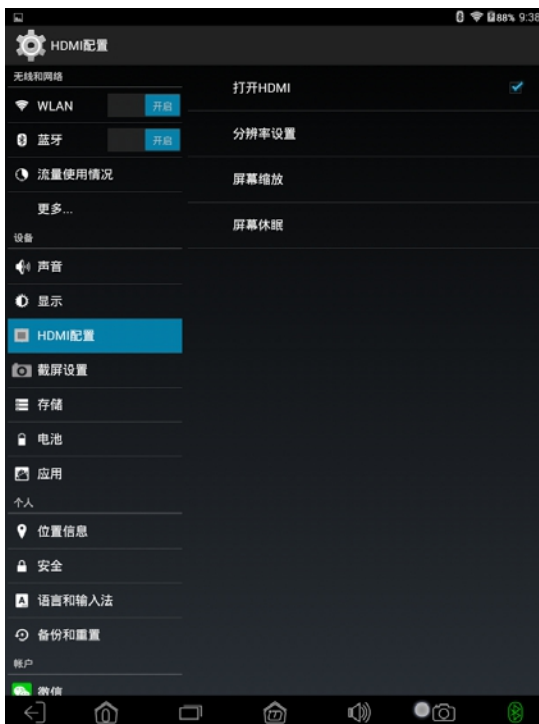 88% 9:38
HDMI配置
无线和网络
WLAN 开启
蓝牙 开启
流量使用情况
更多...
设备
声音
显示
HDMI配置
截屏设置
存储
电池
应用
个人
位置信息
安全
语言和输入法
备份和重置
帐户
微信
打开HDMI
分辨率设置
屏幕缩放
屏幕休眠